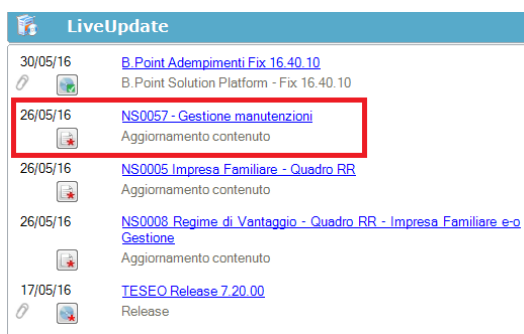 LiveUpdate
30/05/16 B.Point Adempimenti Fix 16.40.10
B.Point Solution Platform - Fix 16.40.10
26/05/16 NS0057 - Gestione manutenzioni
Aggiornamento contenuto
26/05/16 NS0005 Impresa Familiare - Quadro RR
Aggiornamento contenuto
26/05/16 NS0008 Regime di Vantaggio - Quadro RR - Impresa Familiare e-o
Gestione
Aggiornamento contenuto
17/05/16 TESEO Release 7.20.00
Release